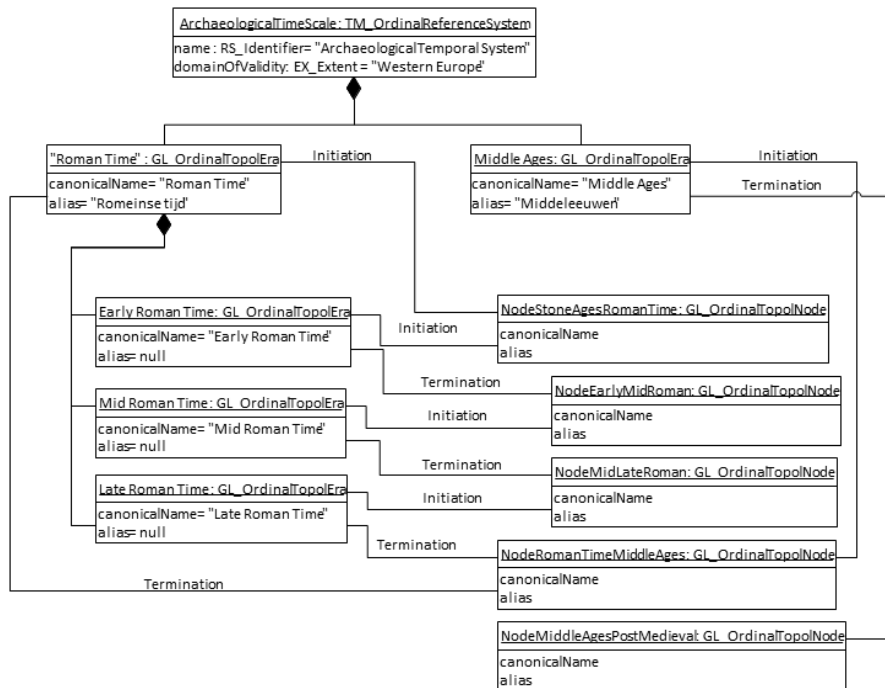 ArchaeologicalTimeScale: TM_OrdinalReferenceSystem
name : RS_Identifier= "ArchaeologicalTemporal System"
domainOfValidity: EX_Extent = "Western Europe"
"Roman Time" : GL_OrdinalTopolEra
canonicalName= "Roman Time"
alias= "Romeinse tijd"
Initiation
Middle Ages: GL_OrdinalTopolEra
canonicalName= "Middle Ages"
alias= "Middeleeuwen"
Initiation
Termination
Early Roman Time: GL_OrdinalTopolEra
canonicalName= "Early Roman Time"
alias= null
Initiation
NodeStoneAgesRomanTime: GL_OrdinalTopolNode
canonicalName
alias
Termination
Mid Roman Time: GL_OrdinalTopolEra
canonicalName= "Mid Roman Time"
alias= null
Initiation
NodeEarlyMidRoman: GL_OrdinalTopolNode
canonicalName
alias
Termination
Late Roman Time: GL_OrdinalTopolEra
canonicalName= "Late Roman Time"
alias= null
Initiation
NodeMidLateRoman: GL_OrdinalTopolNode
canonicalName
alias
Termination
Termination
NodeRomanTimeMiddleAges: GL_OrdinalTopolNode
canonicalName
alias
NodeMiddleAgesPostMedieval: GL_OrdinalTopolNode
canonicalName
alias